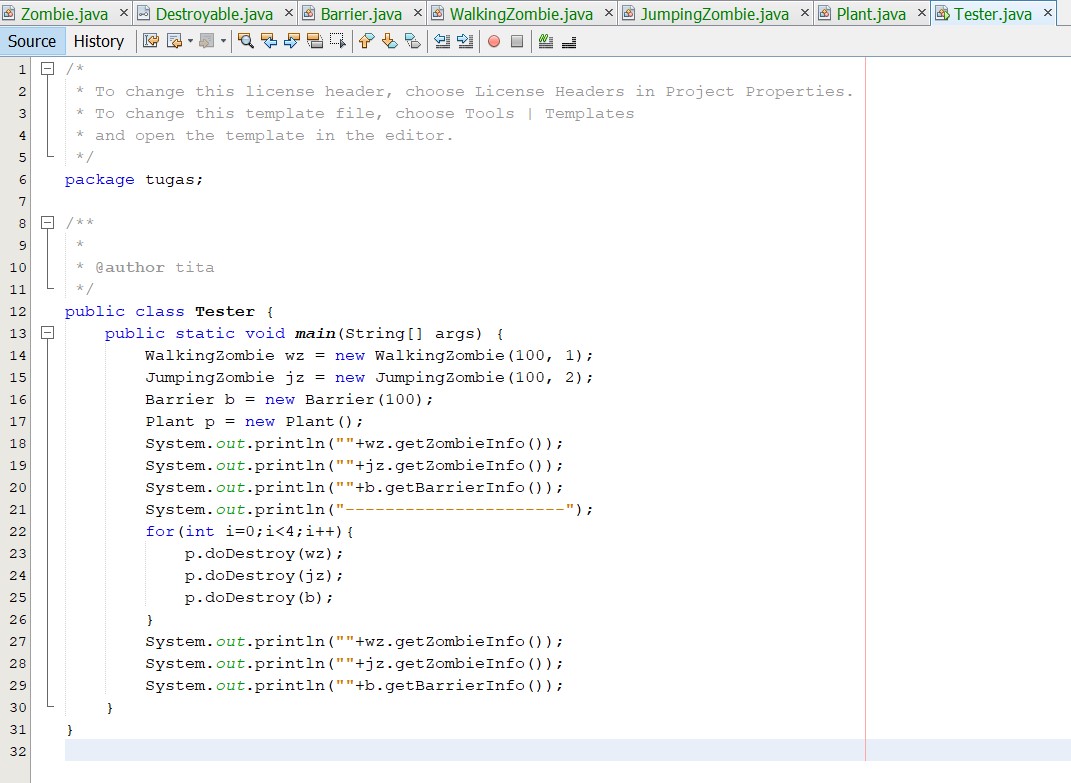 Zombie.java Destroyable.java Barrier.java WalkingZombie.java JumpingZombie.java Plant.java Tester.java
Source History
1 /*
2 * To change this license header, choose License Headers in Project Properties.
3 * To change this template file, choose Tools | Templates
4 * and open the template in the editor.
5 */
6 package tugas;
7
8 /**
9 *
10 * @author tita
11 */
12 public class Tester {
13 public static void main(String[] args) {
14 WalkingZombie wz = new WalkingZombie(100, 1);
15 JumpingZombie jz = new JumpingZombie(100, 2);
16 Barrier b = new Barrier(100);
17 Plant p = new Plant();
18 System.out.println(""+wz.getZombieInfo());
19 System.out.println(""+jz.getZombieInfo());
20 System.out.println(""+b.getBarrierInfo());
21 System.out.println("----------------------");
22 for(int i=0;i<4;i++){
23 p.doDestroy(wz);
24 p.doDestroy(jz);
25 p.doDestroy(b);
26 }
27 System.out.println(""+wz.getZombieInfo());
28 System.out.println(""+jz.getZombieInfo());
29 System.out.println(""+b.getBarrierInfo());
30 }
31 }
32